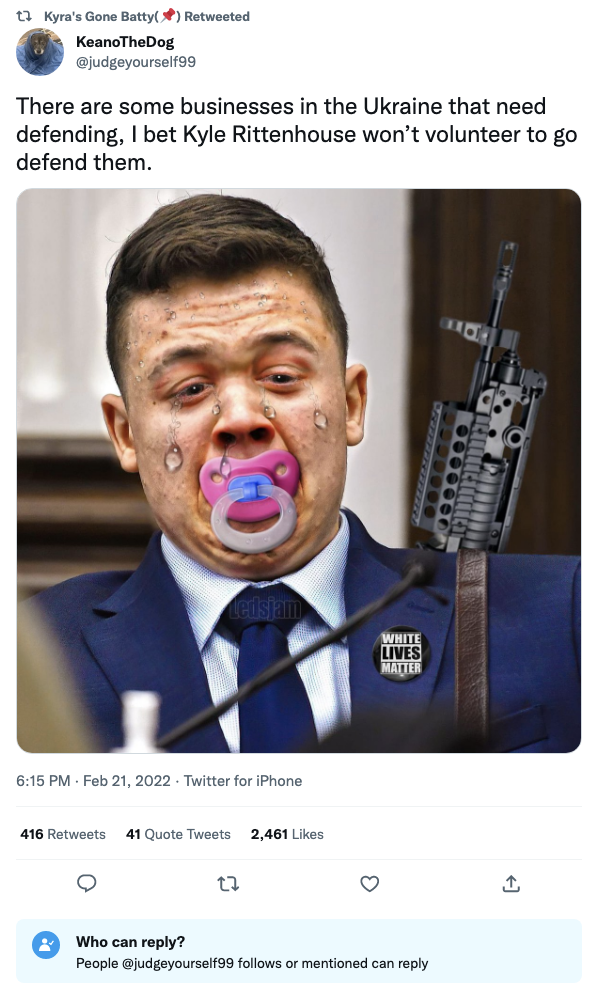 Kyra's Gone Batty(📌) Retweeted
KeanoTheDog
@judgeyourself99
There are some businesses in the Ukraine that need
defending, I bet Kyle Rittenhouse won’t volunteer to go
defend them.
Ledsjam
WHITE
LIVES
MATTER
6:15 PM · Feb 21, 2022 · Twitter for iPhone
416 Retweets 41 Quote Tweets 2,461 Likes
Who can reply?
People @judgeyourself99 follows or mentioned can reply